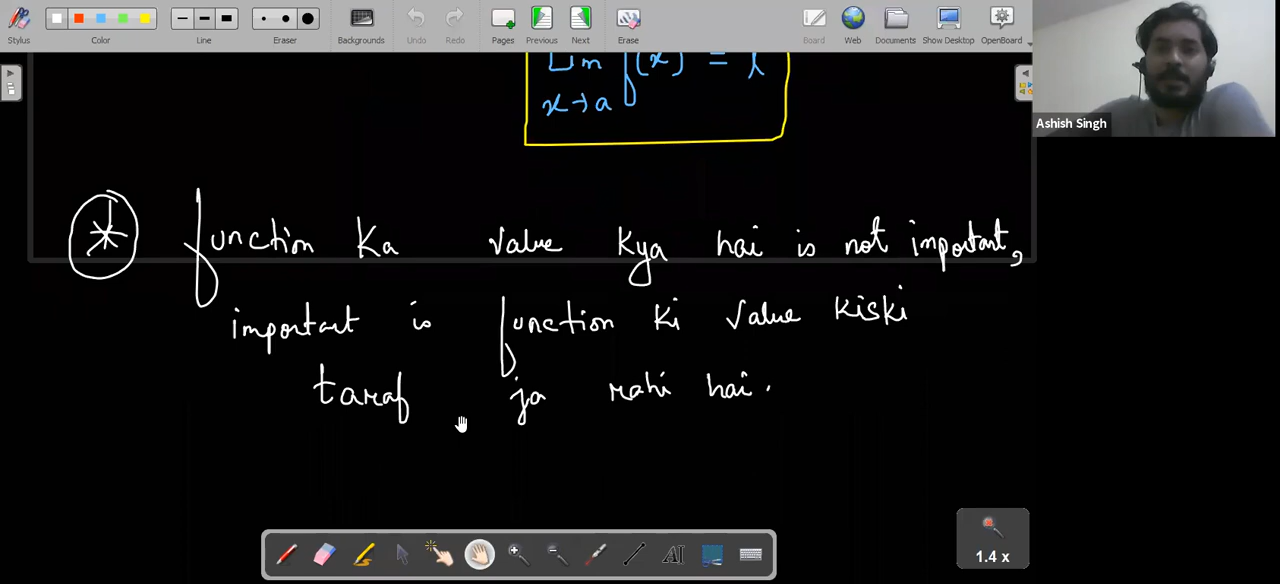 Stylus Color Line Eraser Backgrounds Undo Redo Pages Previous Next Erase Board Web Documents Show Desktop OpenBoard
Ashish Singh
Lim f(x) = l
x→a
function Ka value Kya hai is not important,
important is function Ki value Kiski
taraf ja rahi hai.
1.4 x